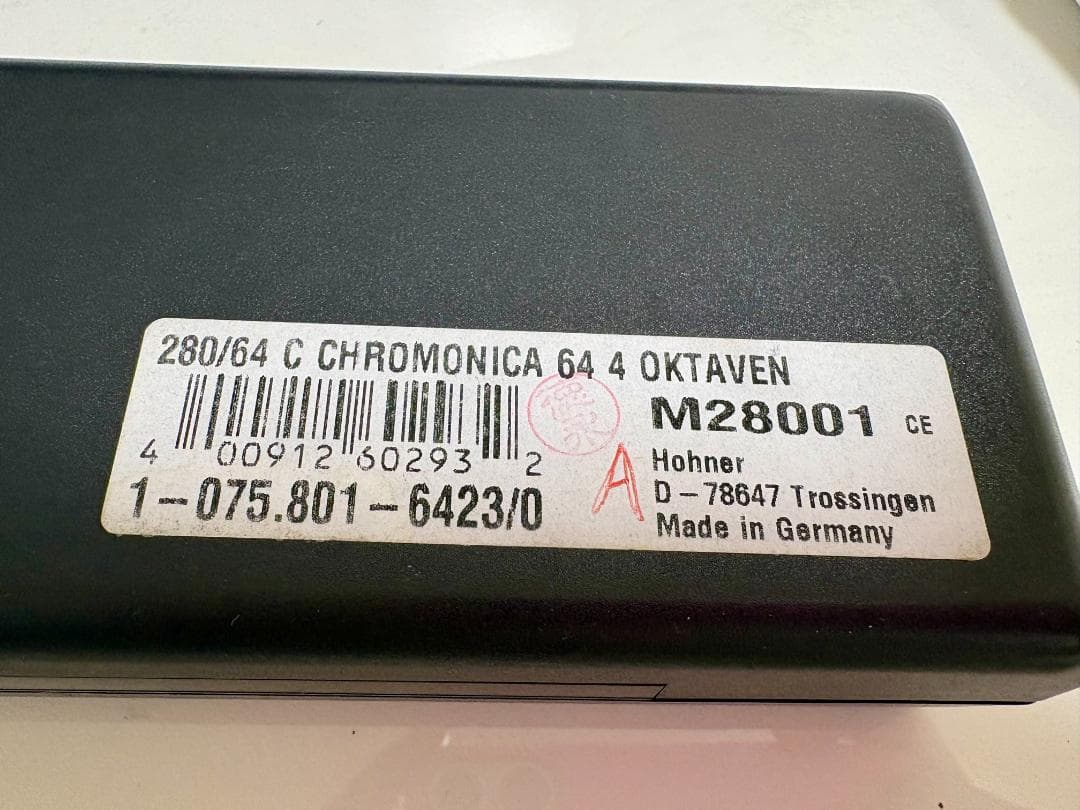 280/64 C CHROMONICA 64 4 OKTAVEN
M28001 CE
4 00912 60293 2
A
1-075.801-6423/0
Hohner
D-78647 Trossingen
Made in Germany